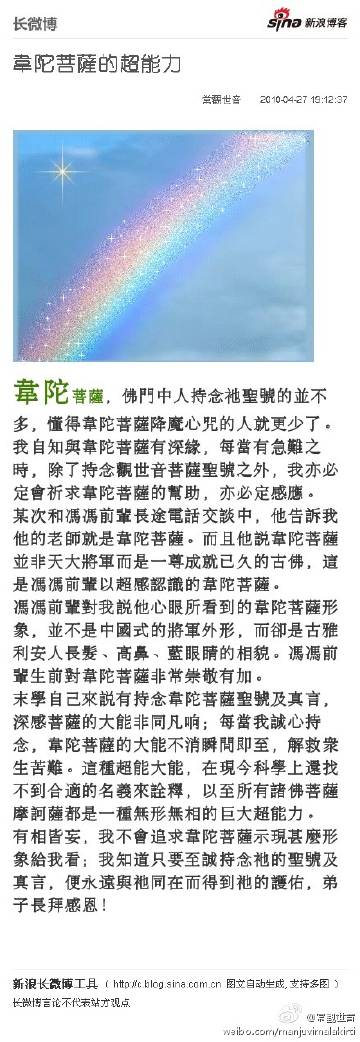 长微博
sina 新浪博客
韋陀菩薩的超能力
常觀世音 2010-04-27 19:12:37
韋陀菩薩，佛門中人持念祂聖號的並不
多，懂得韋陀菩薩降魔心咒的人就更少了。
我自知與韋陀菩薩有深緣，每當有急難之
時，除了持念觀世音菩薩聖號之外，我亦必
定會祈求韋陀菩薩的幫助，亦必定感應。
某次和馮馮前輩長途電話交談中，他告訴我
他的老師就是韋陀菩薩。而且他説韋陀菩薩
並非天大將軍而是一尊成就已久的古佛，這
是馮馮前輩以超感認識的韋陀菩薩。
馮馮前輩對我説他心眼所看到的韋陀菩薩形
象，並不是中國式的將軍外形，而卻是古雅
利安人長髮、高鼻、藍眼睛的相貌。馮馮前
輩生前對韋陀菩薩非常崇敬有加。
末學自己來説有持念韋陀菩薩聖號及真言，
深感菩薩的大能非同凡响；每當我誠心持
念，韋陀菩薩的大能不消瞬間即至，解救衆
生苦難。這種超能大能，在現今科學上還找
不到合適的名義來詮釋，以至所有諸佛菩薩
摩訶薩都是一種無形無相的巨大超能力。
有相皆妄，我不會追求韋陀菩薩示現甚麽形
象給我看；我知道只要至誠持念祂的聖號及
真言，便永遠與祂同在而得到祂的護佑，弟
子長拜感恩！
新浪长微博工具（ http://c.blog.sina.com.cn 图文自动生成, 支持多图 ）
长微博言论不代表站方观点
@常觀世音
weibo.com/manjuvimalakirti